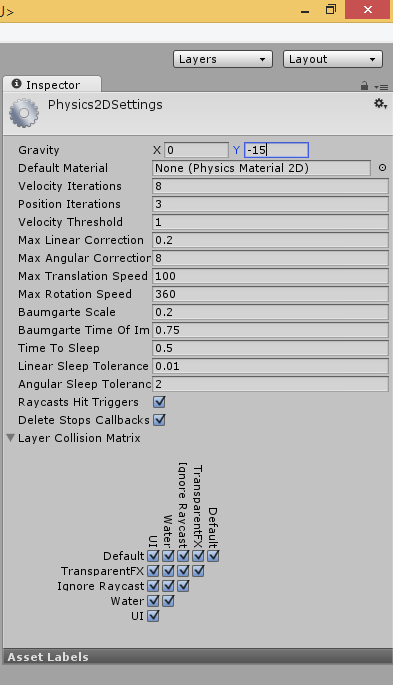 U>
Layers Layout
Inspector
Physics2DSettings
Gravity X 0 Y -15
Default Material None (Physics Material 2D)
Velocity Iterations 8
Position Iterations 3
Velocity Threshold 1
Max Linear Correction 0.2
Max Angular Correction 8
Max Translation Speed 100
Max Rotation Speed 360
Baumgarte Scale 0.2
Baumgarte Time Of Im 0.75
Time To Sleep 0.5
Linear Sleep Tolerance 0.01
Angular Sleep Toleranc 2
Raycasts Hit Triggers
Delete Stops Callbacks
Layer Collision Matrix
UI
Water
Ignore Raycast
TransparentFX
Default
Default
TransparentFX
Ignore Raycast
Water
UI
Asset Labels